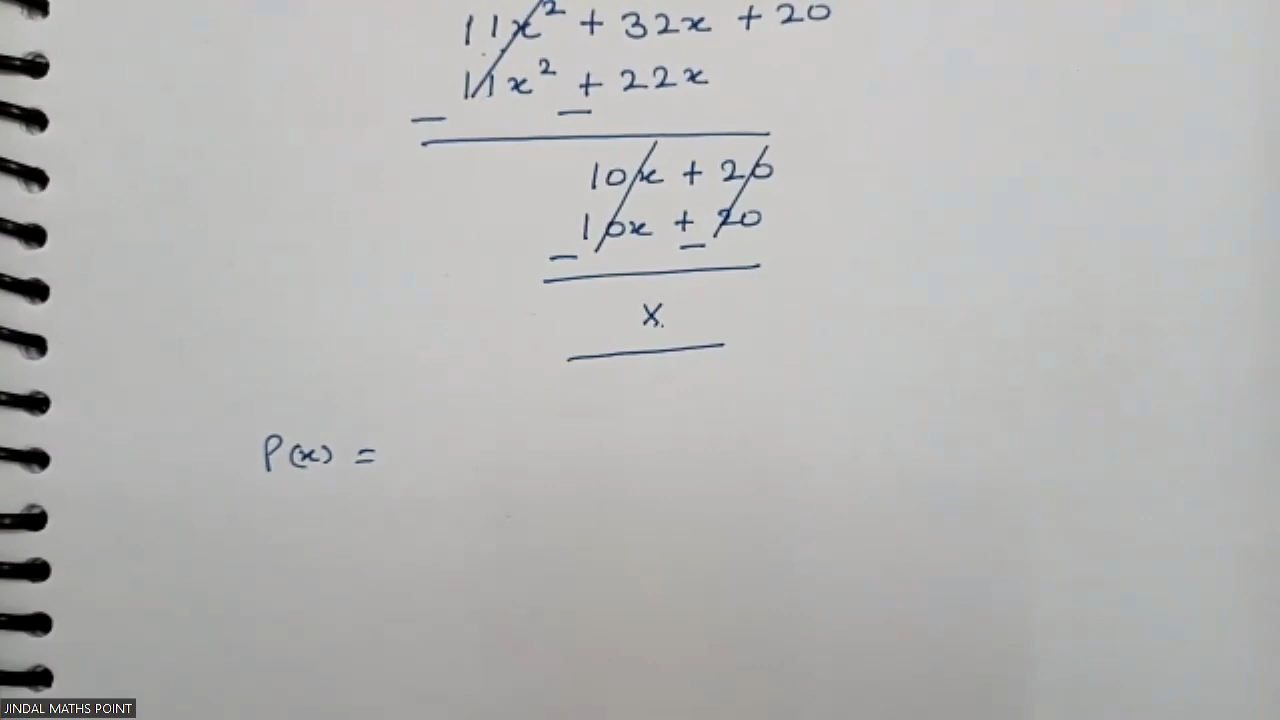 11x² + 32x + 20
11x² + 22x
− −
10x + 20
10x + 20
− −
x.
P(x) =
JINDAL MATHS POINT